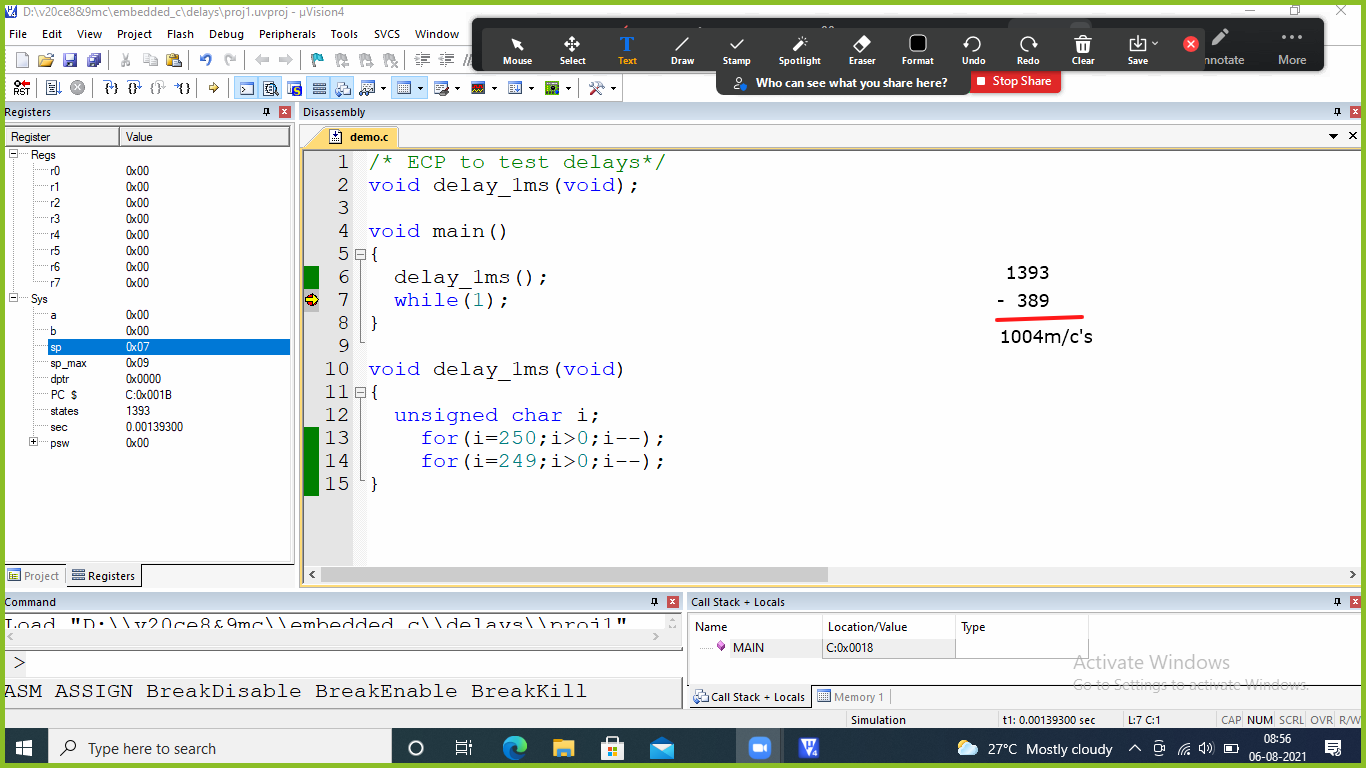 D:\v20ce8&9mc\embedded_c\delays\proj1.uvproj - µVision4
File Edit View Project Flash Debug Peripherals Tools SVCS Window
Mouse Select Text Draw Stamp Spotlight Eraser Format Undo Redo Clear Save nnotate More
Who can see what you share here? Stop Share
RST
Registers
Register Value
Regs
r0 0x00
r1 0x00
r2 0x00
r3 0x00
r4 0x00
r5 0x00
r6 0x00
r7 0x00
Sys
a 0x00
b 0x00
sp 0x07
sp_max 0x09
dptr 0x0000
PC $ C:0x001B
states 1393
sec 0.00139300
psw 0x00
Project Registers
Disassembly
demo.c
1 /* ECP to test delays*/
2 void delay_1ms(void);
3
4 void main()
5 {
6 delay_1ms();
7 while(1);
8 }
9
10 void delay_1ms(void)
11 {
12 unsigned char i;
13 for(i=250;i>0;i--);
14 for(i=249;i>0;i--);
15 }
1393
- 389
1004m/c's
Command
Load "D:\\v20ce8&9mc\\embedded_c\\delays\\proj1"
>
ASM ASSIGN BreakDisable BreakEnable BreakKill
Call Stack + Locals
Name Location/Value Type
MAIN C:0x0018
Call Stack + Locals Memory 1
Activate Windows
Go to Settings to activate Windows.
Simulation t1: 0.00139300 sec L:7 C:1 CAP NUM SCRL OVR R/W
Type here to search
27°C Mostly cloudy
08:56
06-08-2021